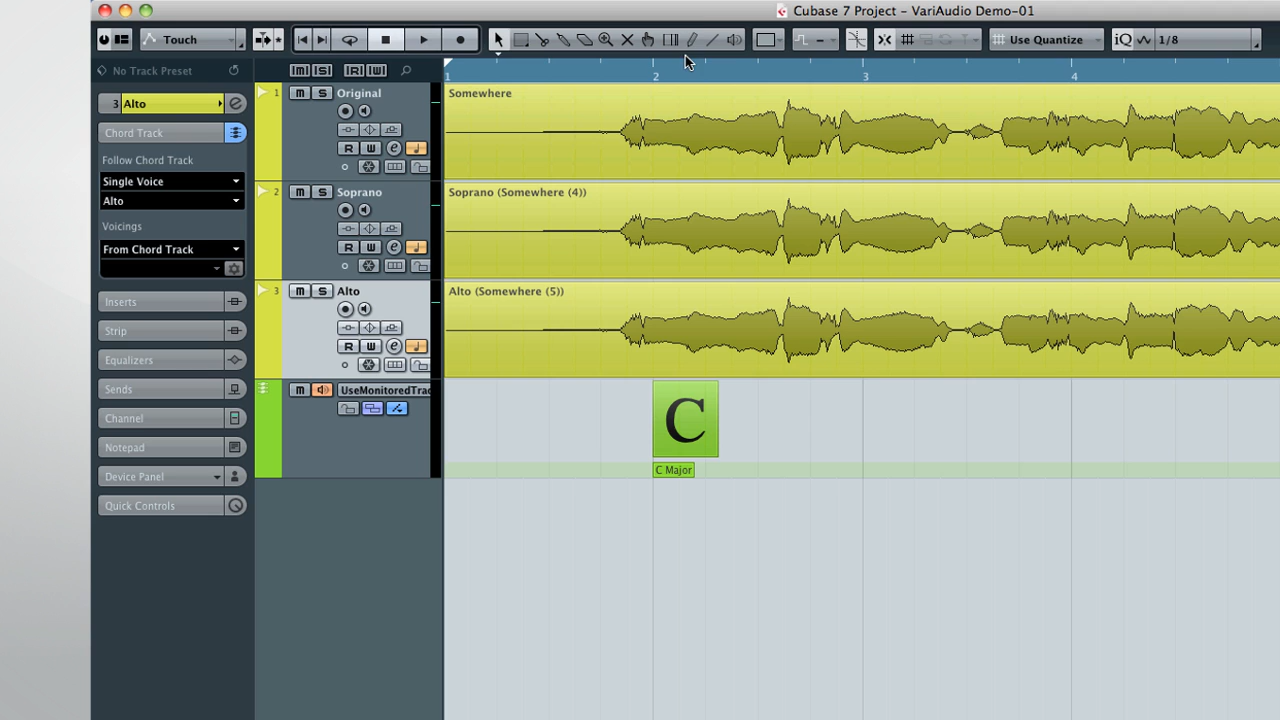 Cubase 7 Project - VariAudio Demo-01
Touch
Use Quantize
iQ
1/8
No Track Preset
M S R W
1 2 3 4
3 Alto
Chord Track
Follow Chord Track
Single Voice
Alto
Voicings
From Chord Track
Inserts
Strip
Equalizers
Sends
Channel
Notepad
Device Panel
Quick Controls
1 m S Original
R W e
Somewhere
2 m S Soprano
R W e
Soprano (Somewhere (4))
3 m S Alto
R W e
Alto (Somewhere (5))
m UseMonitoredTrac
C
C Major